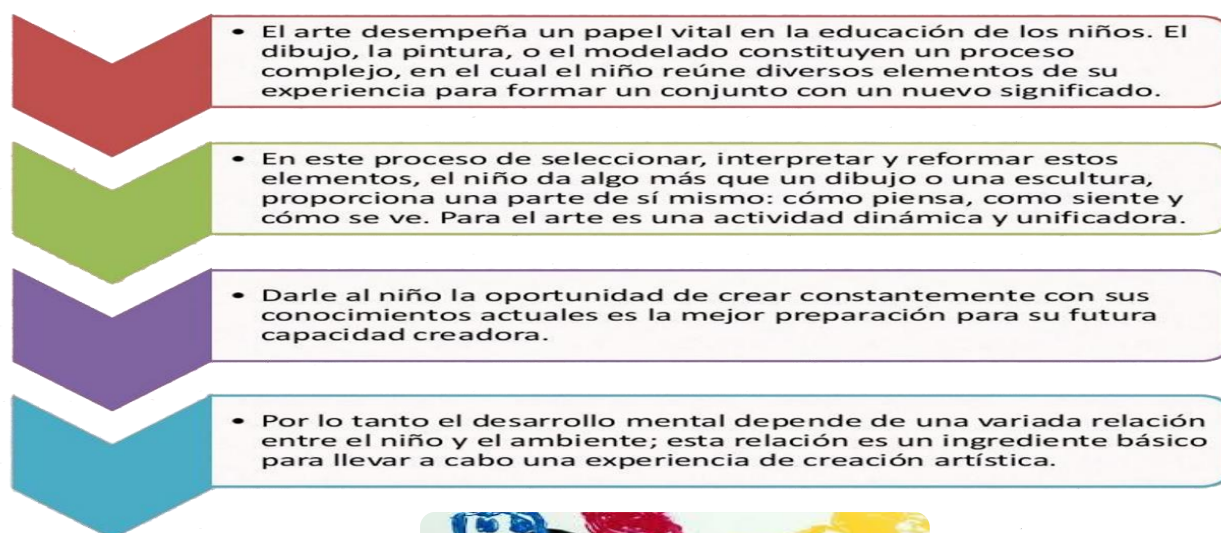 • El arte desempeña un papel vital en la educación de los niños. El
dibujo, la pintura, o el modelado constituyen un proceso
complejo, en el cual el niño reúne diversos elementos de su
experiencia para formar un conjunto con un nuevo significado.
• En este proceso de seleccionar, interpretar y reformar estos
elementos, el niño da algo más que un dibujo o una escultura,
proporciona una parte de sí mismo: cómo piensa, como siente y
cómo se ve. Para el arte es una actividad dinámica y unificadora.
• Darle al niño la oportunidad de crear constantemente con sus
conocimientos actuales es la mejor preparación para su futura
capacidad creadora.
• Por lo tanto el desarrollo mental depende de una variada relación
entre el niño y el ambiente; esta relación es un ingrediente básico
para llevar a cabo una experiencia de creación artística.